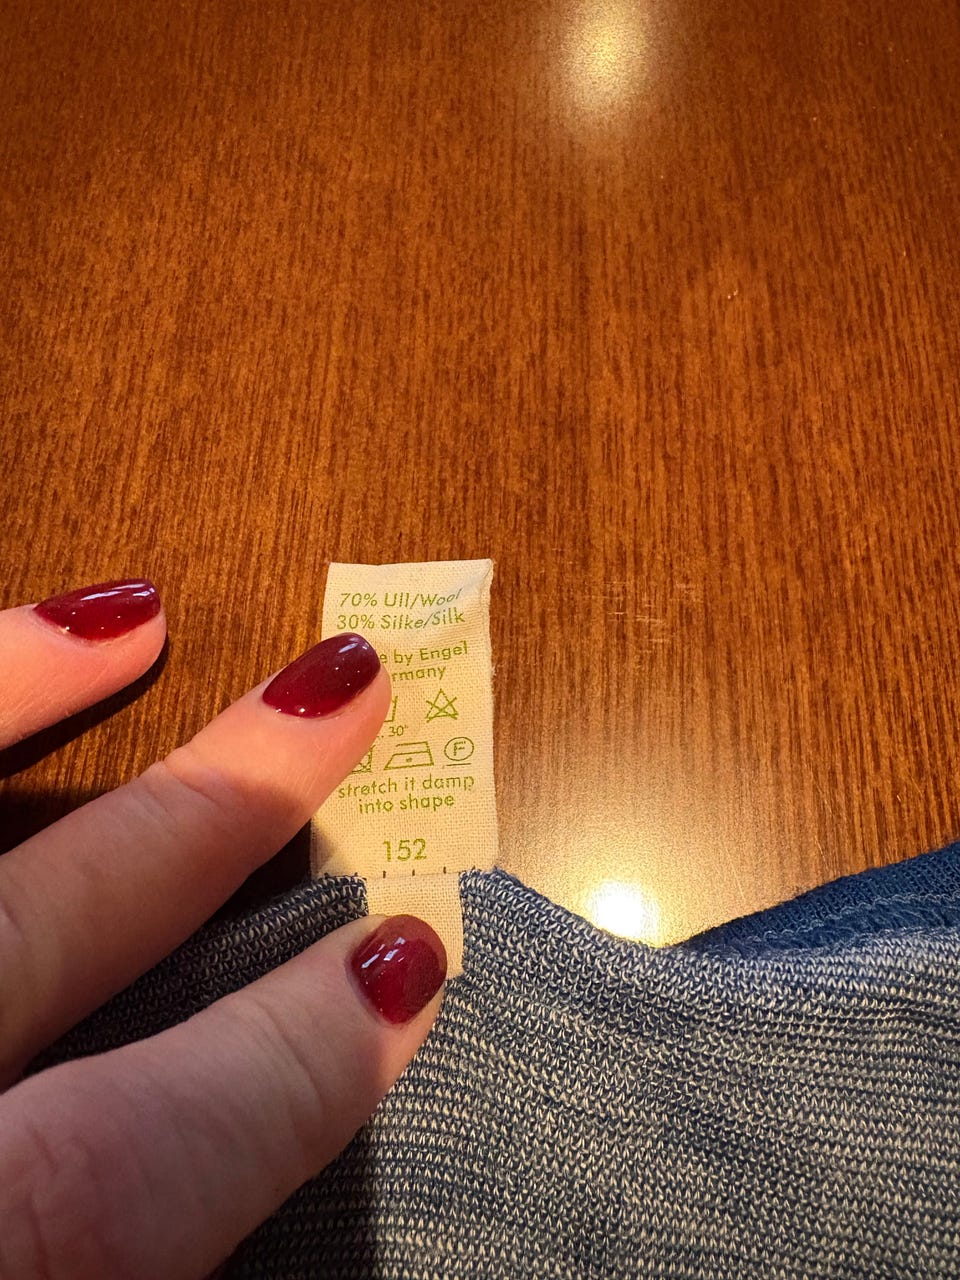 70% Ull/Wool
30% Silke/Silk
by Engel
30°
F
stretch it damp
into shape
152